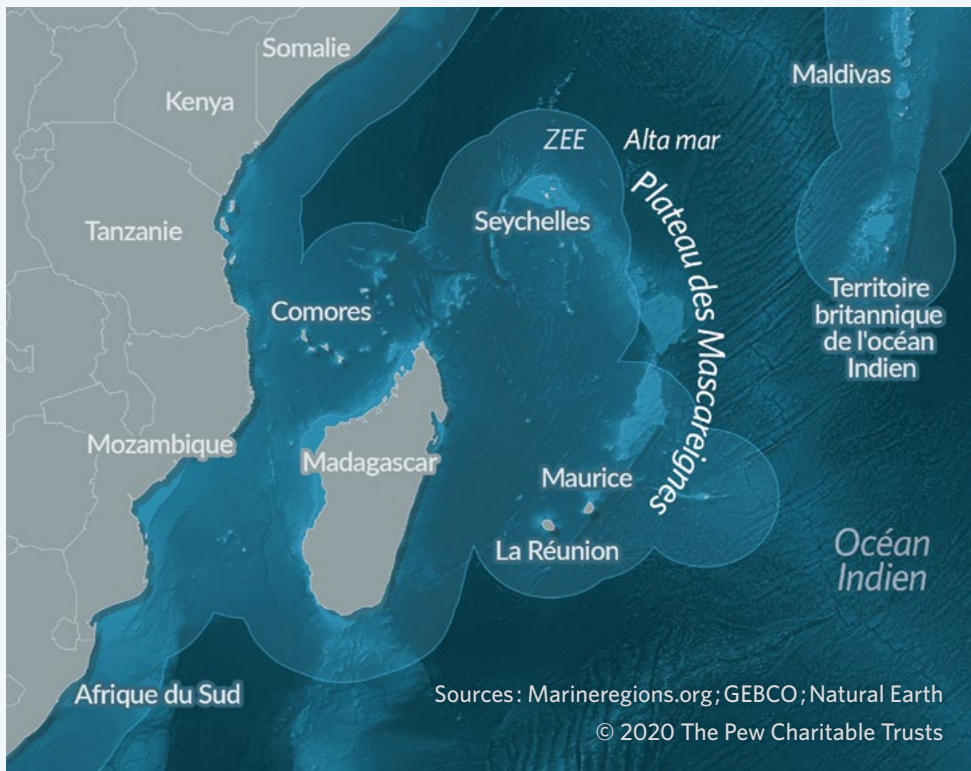 Somalie
Maldivas
Kenya
ZEE
Alta mar
Plateau des Mascareignes
Seychelles
Tanzanie
Territoire
britannique
de l'océan
Indien
Comores
Mozambique
Madagascar
Maurice
La Réunion
Océan
Indien
Afrique du Sud
Sources : Marineregions.org ; GEBCO ; Natural Earth
© 2020 The Pew Charitable Trusts